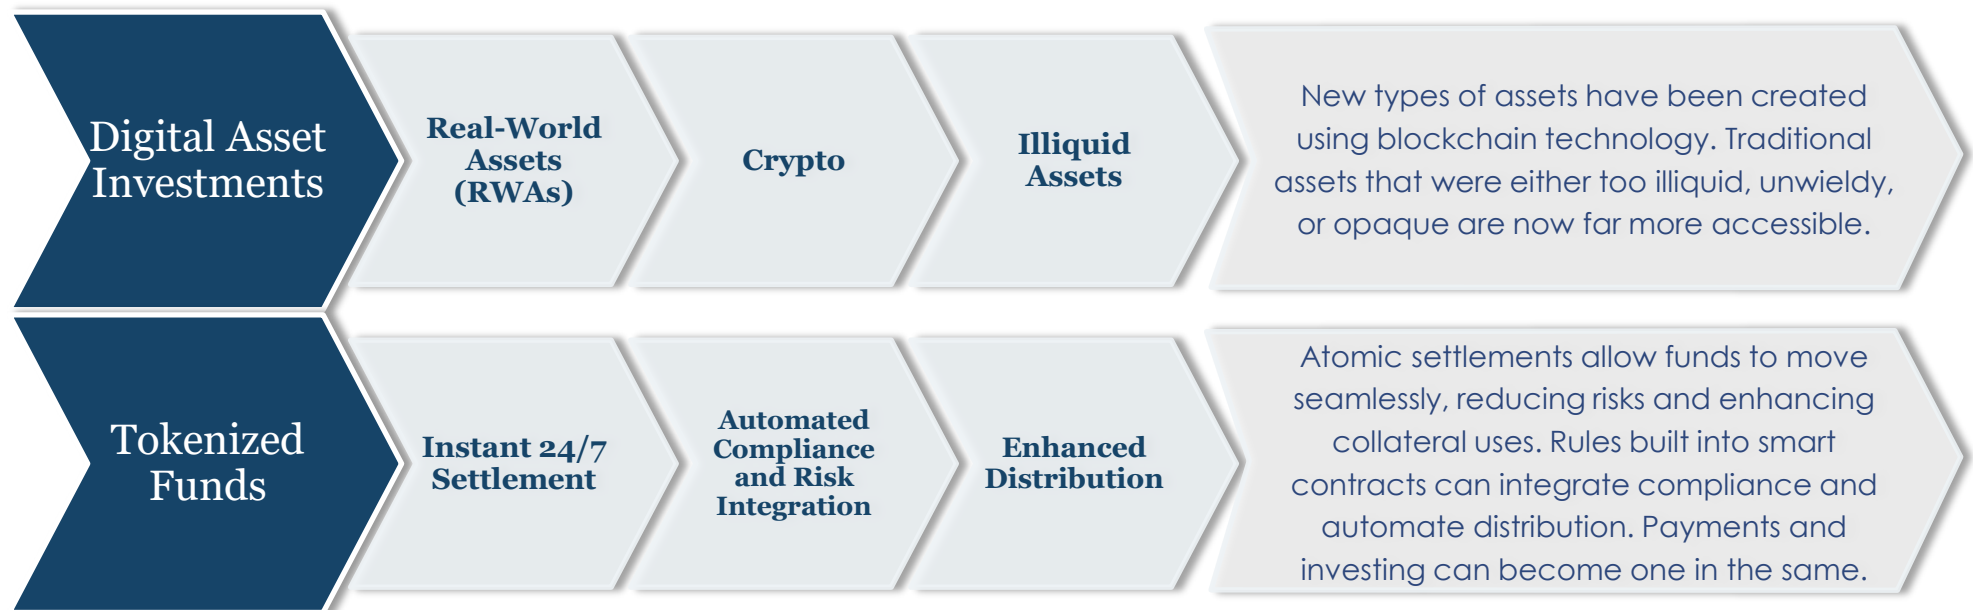 Digital Asset
Investments
Real-World
Assets
(RWAs)
Crypto
Illiquid
Assets
New types of assets have been created
using blockchain technology. Traditional
assets that were either too illiquid, unwieldy,
or opaque are now far more accessible.
Tokenized
Funds
Instant 24/7
Settlement
Automated
Compliance
and Risk
Integration
Enhanced
Distribution
Atomic settlements allow funds to move
seamlessly, reducing risks and enhancing
collateral uses. Rules built into smart
contracts can integrate compliance and
automate distribution. Payments and
investing can become one in the same.